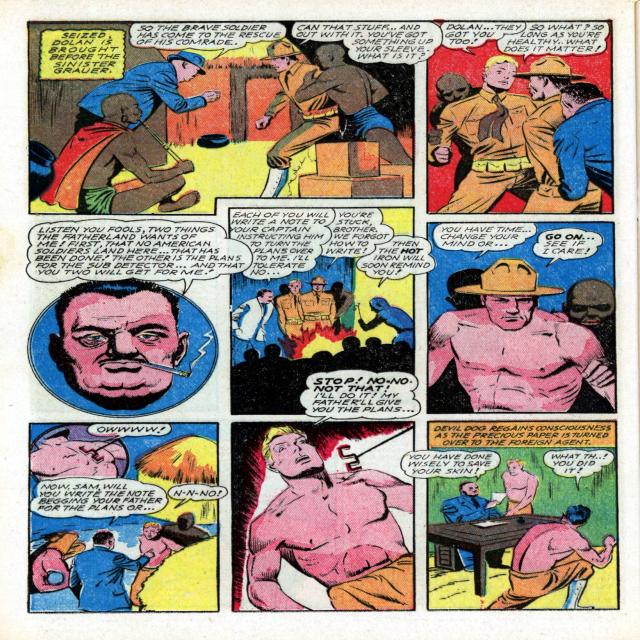 SEIZED,
DOLAN IS
BROUGHT
BEFORE THE
SINISTER
GRAUER.
SO THE BRAVE SOLDIER
HAS COME TO THE RESCUE
OF HIS COMRADE.
CAN THAT STUFF... AND
OUT WITH IT. YOU'VE GOT
SOMETHING UP
YOUR SLEEVE.
WHAT IS IT?
DOLAN... THEY
GOT YOU
TOO!
SO WHAT? SO
LONG AS YOU'RE
HEALTHY.. WHAT
DOES IT MATTER!
LISTEN YOU FOOLS, TWO THINGS
THE FATHERLAND WANTS OF
ME! FIRST, THAT NO AMERICAN
SOLDIERS LAND HERE... THAT HAS
BEEN DONE! THE OTHER IS THE PLANS
FOR THE SUB DETECTOR.... AND THAT
YOU TWO WILL GET FOR ME.
EACH OF YOU WILL
WRITE A NOTE TO
YOUR CAPTAIN
INSTRUCTING HIM
TO TURN THE
PLANS OVER
TO ME. I'LL
TOLERATE
NO...
YOU'RE
STUCK,
BROTHER.
WE FORGOT
HOW TO
WRITE!
THEN
THE HOT
IRON WILL
SOON REMIND
YOU!
YOU HAVE TIME...
CHANGE YOUR
MIND OR...
GO ON...
SEE IF
I CARE!
OWWWW!
NOW, SAM, WILL
YOU WRITE THE NOTE
BEGGING YOUR FATHER
FOR THE PLANS OR...
N-N-NO!
STOP! NO-NO-
NOT THAT!
I'LL DO IT! MY
FATHER'LL GIVE
YOU THE PLANS...
DEVIL DOG REGAINS CONSCIOUSNESS
AS THE PRECIOUS PAPER IS TURNED
OVER TO THE FOREIGN AGENT.
YOU HAVE DONE
WISELY TO SAVE
YOUR SKIN!
WHAT TH..!
YOU DID
IT!